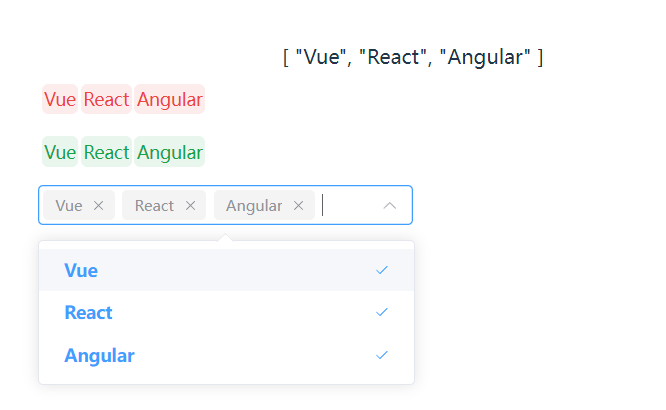 [ "Vue", "React", "Angular" ]
Vue React Angular
Vue React Angular
Vue React Angular
Vue
React
Angular